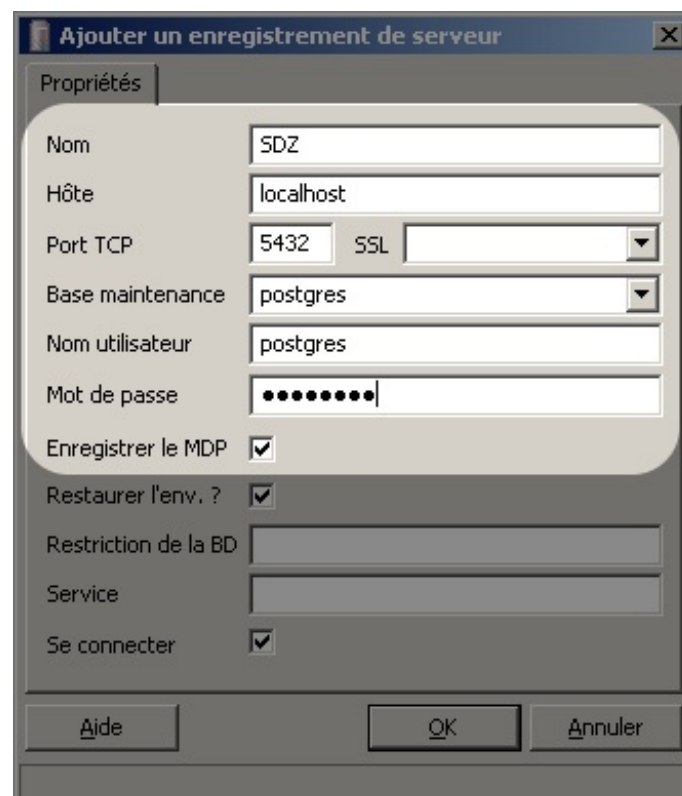 Ajouter un enregistrement de serveur
Propriétés
Nom SDZ
Hôte localhost
Port TCP 5432 SSL
Base maintenance postgres
Nom utilisateur postgres
Mot de passe ●●●●●●●●
Enregistrer le MDP
Restaurer l'env. ?
Restriction de la BD
Service
Se connecter
Aide OK Annuler